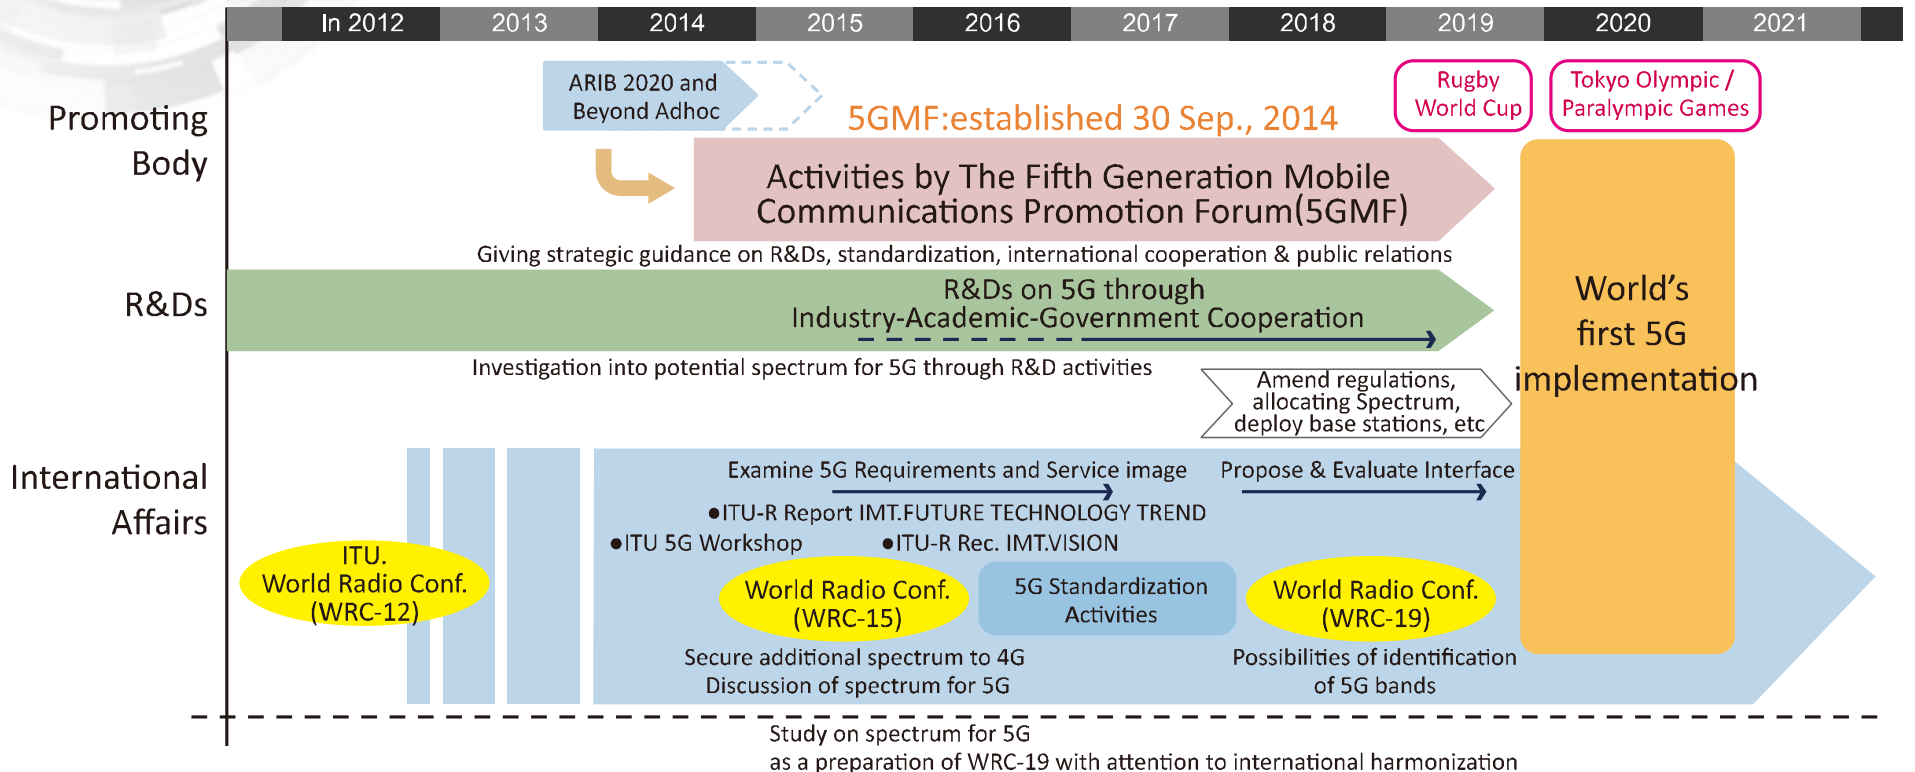 In 2012 2013 2014 2015 2016 2017 2018 2019 2020 2021
Promoting
Body
ARIB 2020 and
Beyond Adhoc
5GMF:established 30 Sep., 2014
Rugby
World Cup
Tokyo Olympic /
Paralympic Games
Activities by The Fifth Generation Mobile
Communications Promotion Forum(5GMF)
Giving strategic guidance on R&Ds, standardization, international cooperation & public relations
R&Ds
R&Ds on 5G through
Industry-Academic-Government Cooperation
Investigation into potential spectrum for 5G through R&D activities
Amend regulations,
allocating Spectrum,
deploy base stations, etc
World's
first 5G
implementation
International
Affairs
Examine 5G Requirements and Service image
Propose & Evaluate Interface
●ITU-R Report IMT.FUTURE TECHNOLOGY TREND
●ITU 5G Workshop
●ITU-R Rec. IMT.VISION
ITU.
World Radio Conf.
(WRC-12)
World Radio Conf.
(WRC-15)
5G Standardization
Activities
World Radio Conf.
(WRC-19)
Secure additional spectrum to 4G
Discussion of spectrum for 5G
Possibilities of identification
of 5G bands
Study on spectrum for 5G
as a preparation of WRC-19 with attention to international harmonization